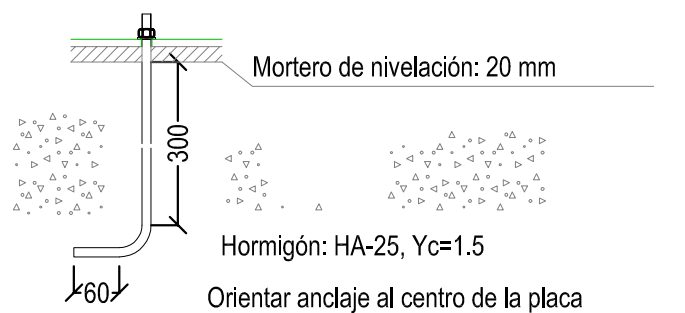 Mortero de nivelación: 20 mm
300
Hormigón: HA-25, Yc=1.5
60
Orientar anclaje al centro de la placa